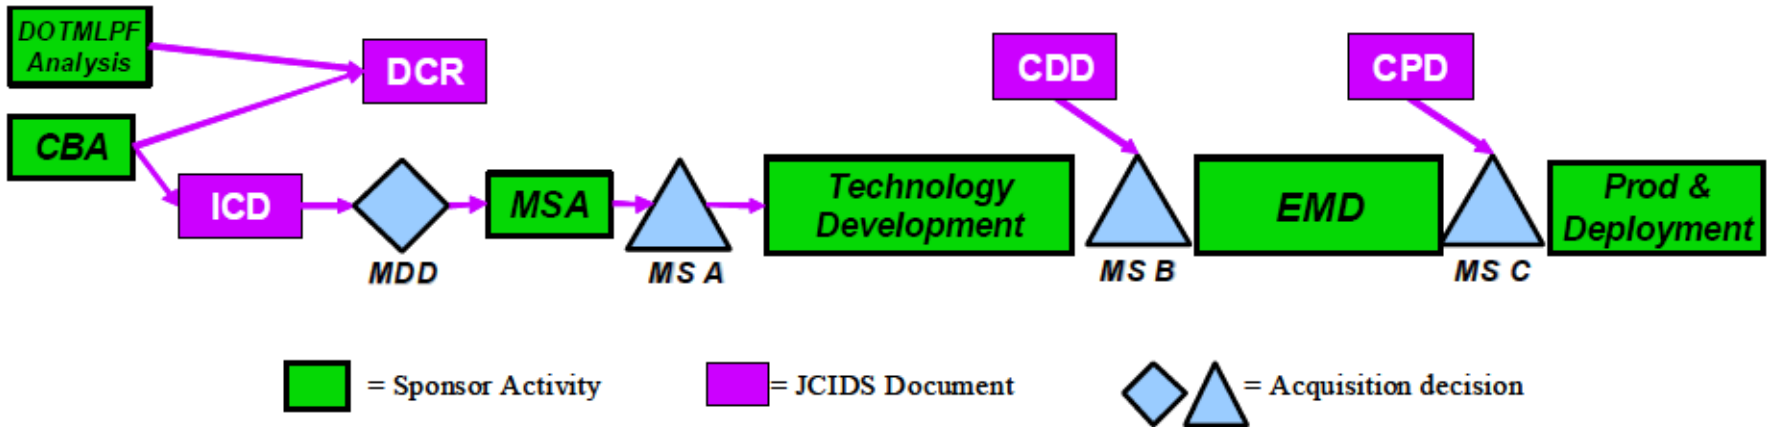 DOTMLPF
Analysis
DCR
CDD
CPD
CBA
ICD
MSA
Technology
Development
EMD
Prod &
Deployment
MDD
MS A
MS B
MS C
= Sponsor Activity
= JCIDS Document
= Acquisition decision